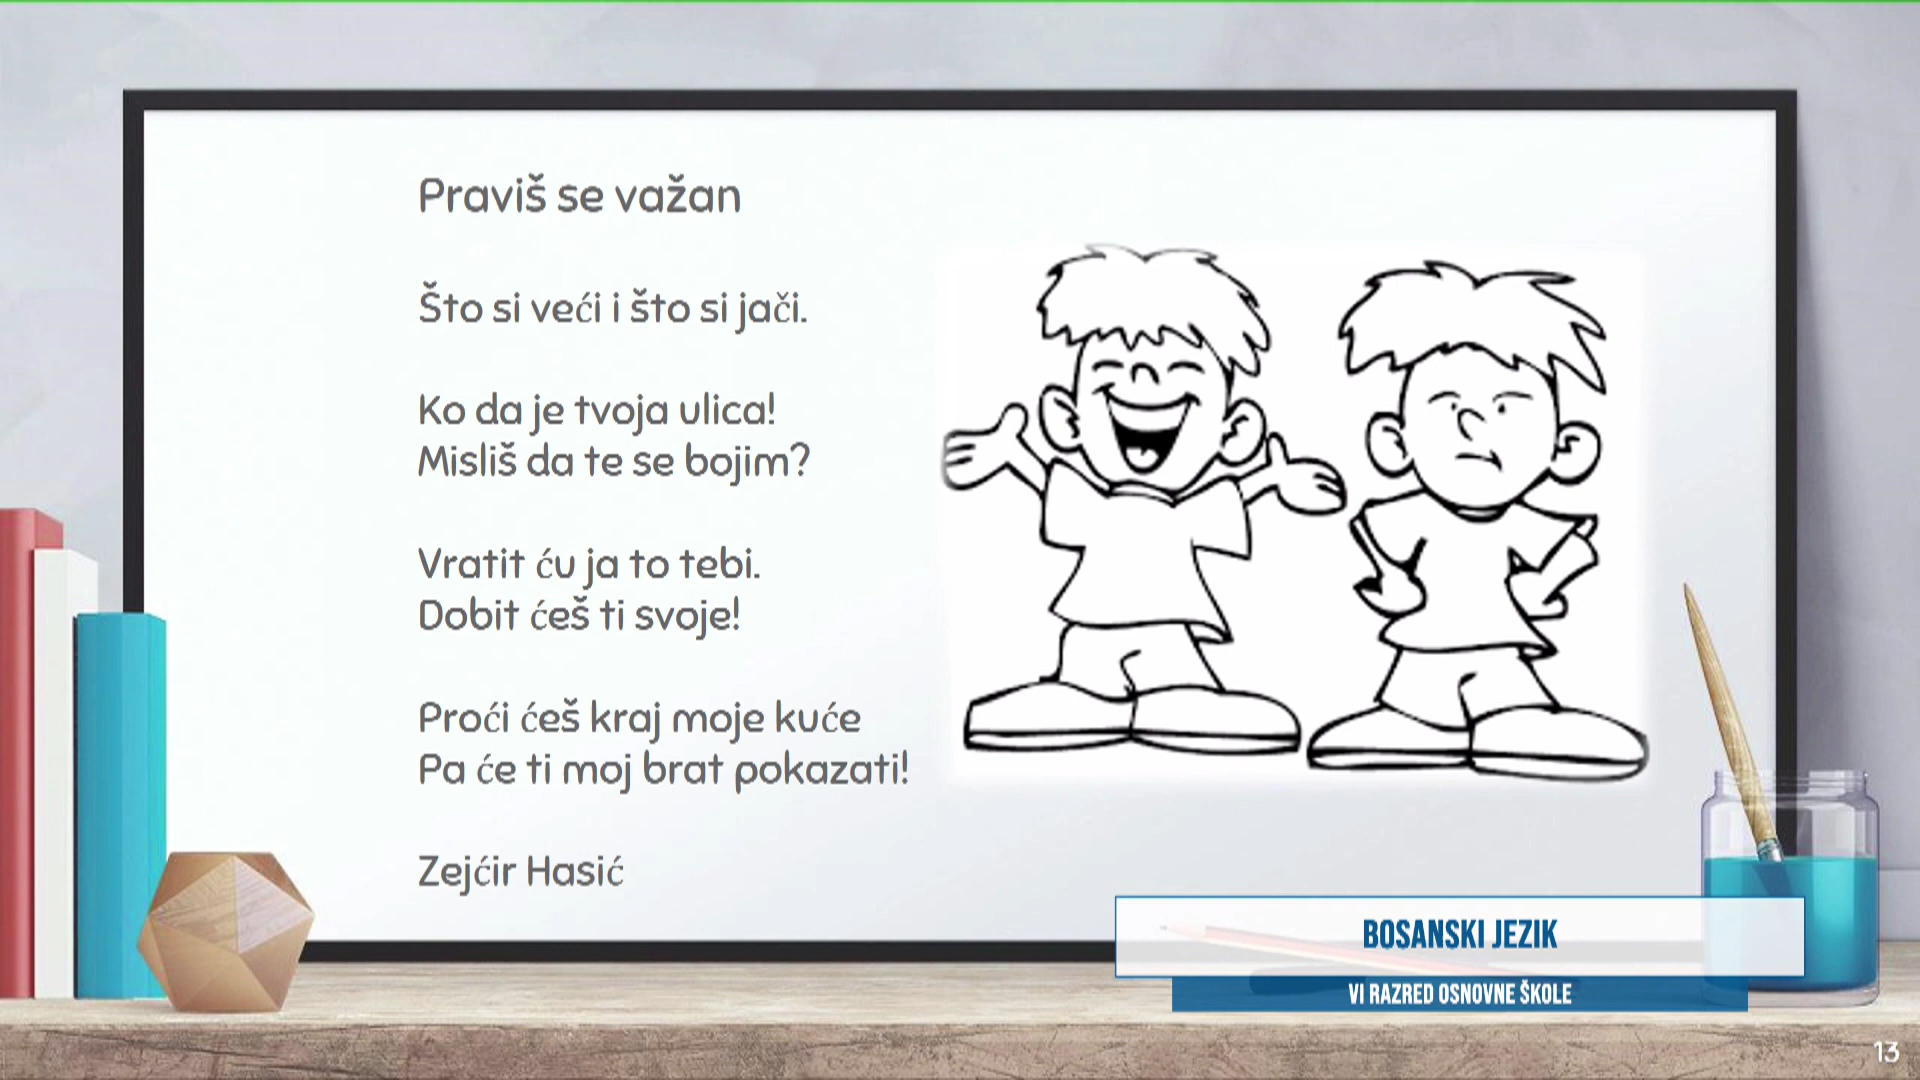 Praviš se važan
Što si veći i što si jači.
Ko da je tvoja ulica!
Misliš da te se bojim?
Vratit ću ja to tebi.
Dobit ćeš ti svoje!
Proći ćeš kraj moje kuće
Pa će ti moj brat pokazati!
Zejćir Hasić
BOSANSKI JEZIK
VI RAZRED OSNOVNE ŠKOLE
13